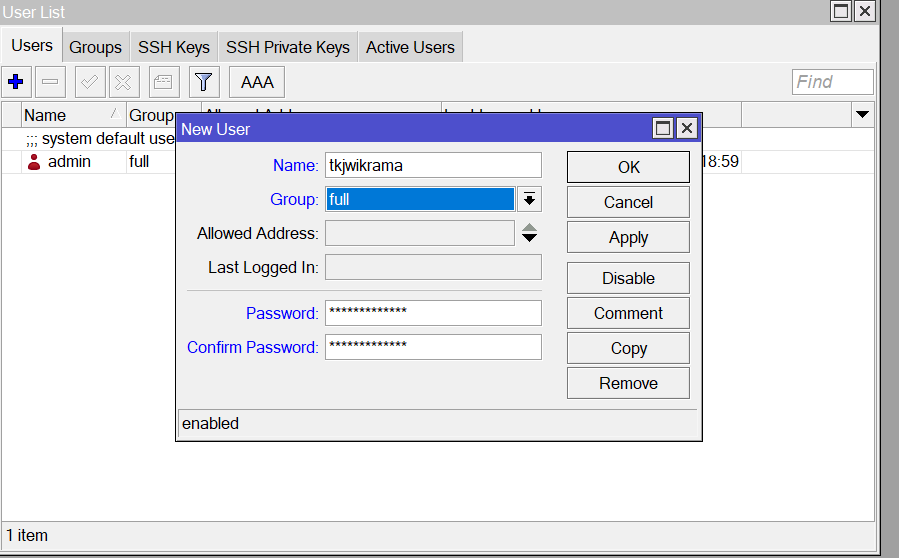 User List
Users Groups SSH Keys SSH Private Keys Active Users
AAA Find
Name Group
;;; system default use
admin full 18:59
New User
Name: tkjwikrama OK
Group: full Cancel
Allowed Address: Apply
Last Logged In:
Disable
Password: ************* Comment
Confirm Password: ************* Copy
Remove
enabled
1 item